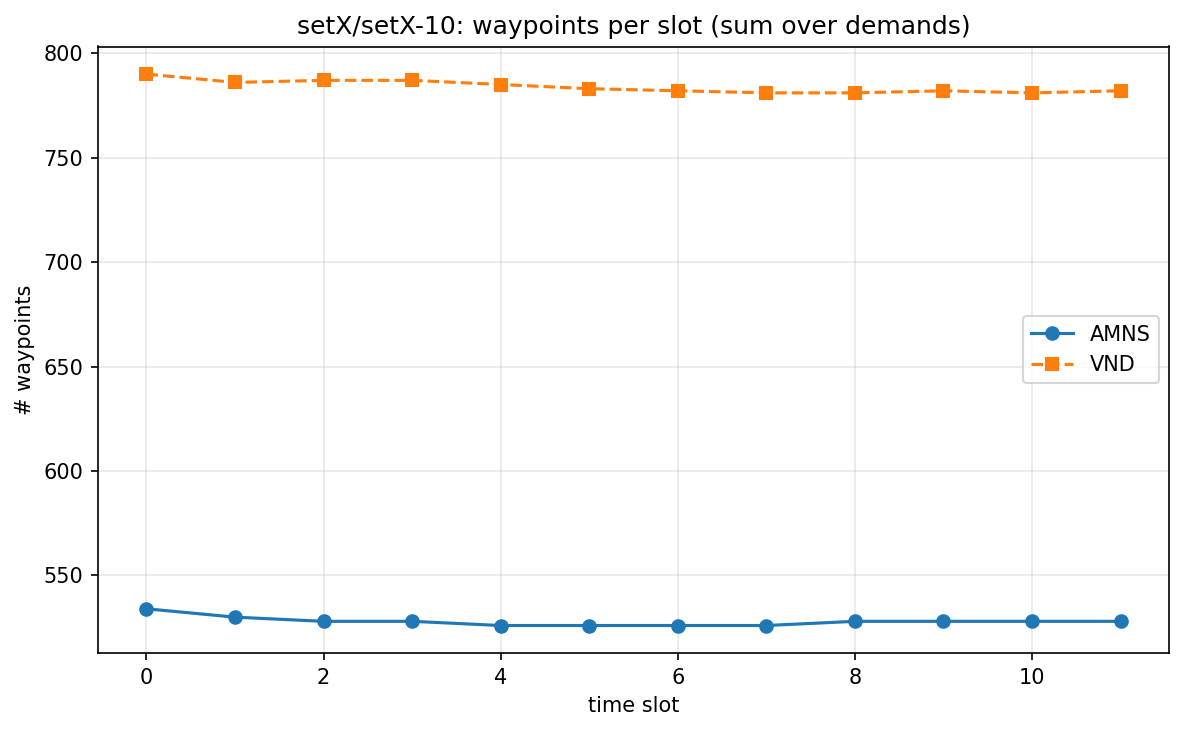 setX/setX-10: waypoints per slot (sum over demands)
800
750
700
650
600
550
# waypoints
AMNS
VND
0 2 4 6 8 10
time slot